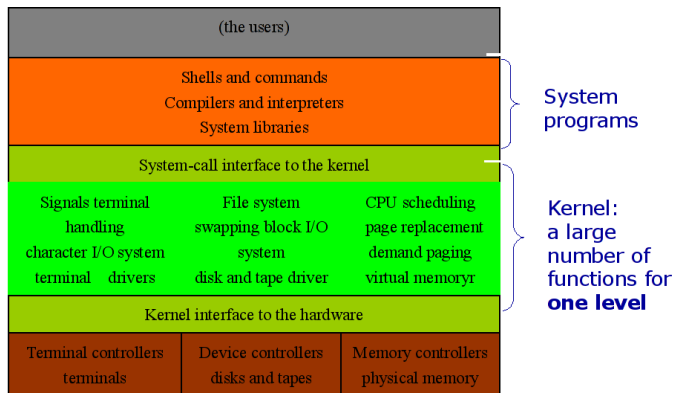 (the users)
Shells and commands
Compilers and interpreters
System libraries
System programs
System-call interface to the kernel
Signals terminal
handling
character I/O system
terminal drivers
File system
swapping block I/O
system
disk and tape driver
CPU scheduling
page replacement
demand paging
virtual memoryr
Kernel:
a large
number of
functions for
one level
Kernel interface to the hardware
Terminal controllers
terminals
Device controllers
disks and tapes
Memory controllers
physical memory